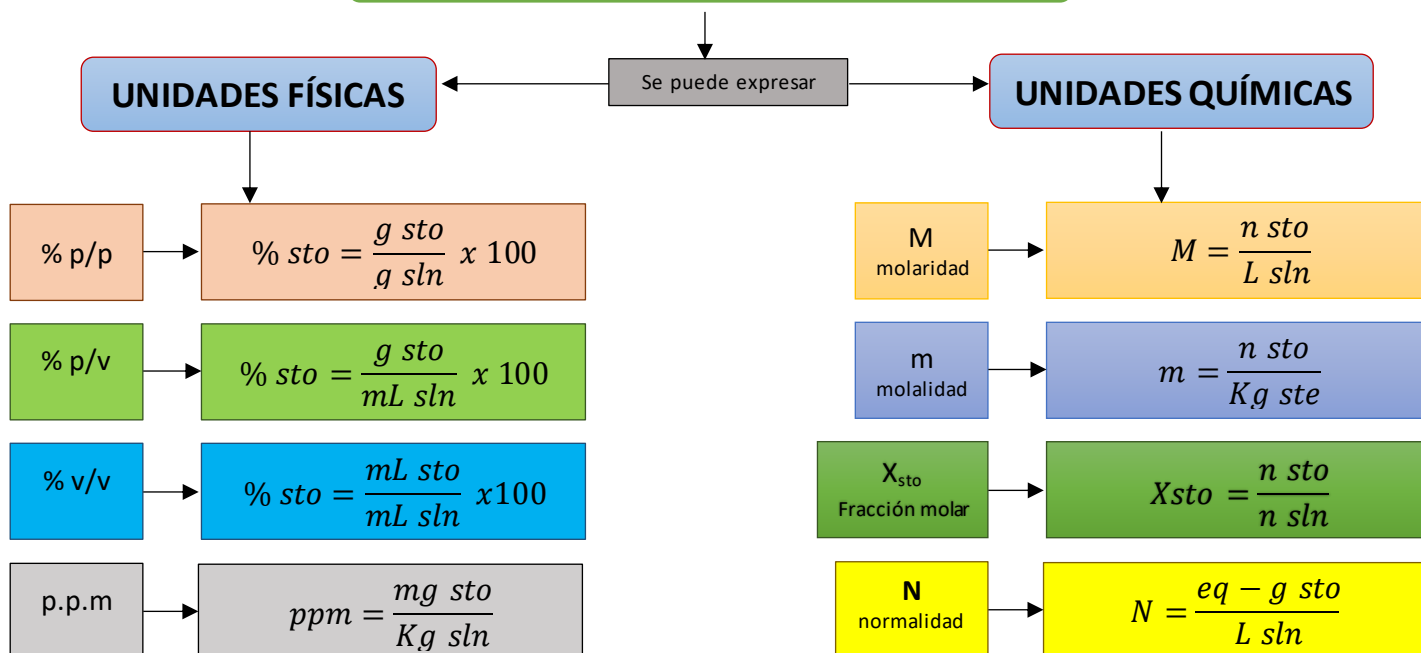 Se puede expresar
UNIDADES FÍSICAS
UNIDADES QUÍMICAS
% p/p
% sto = g sto / g sln x 100
% p/v
% sto = g sto / mL sln x 100
% v/v
% sto = mL sto / mL sln x100
p.p.m
ppm = mg sto / Kg sln
M
molaridad
M = n sto / L sln
m
molalidad
m = n sto / Kg ste
Xsto
Fracción molar
Xsto = n sto / n sln
N
normalidad
N = eq − g sto / L sln